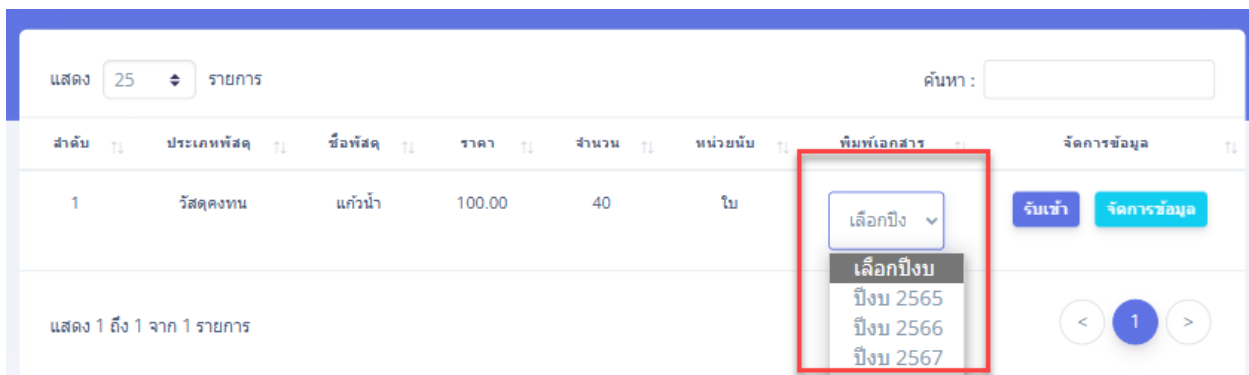 แสดง 25 รายการ ค้นหา :
ลำดับ ประเภทพัสดุ ชื่อพัสดุ ราคา จำนวน หน่วยนับ พิมพ์เอกสาร จัดการข้อมูล
1 วัสดุคงทน แก้วน้ำ 100.00 40 ใบ เลือกปีง รับเข้า จัดการข้อมูล
เลือกปีงบ
ปีงบ 2565
ปีงบ 2566
ปีงบ 2567
แสดง 1 ถึง 1 จาก 1 รายการ < 1 >